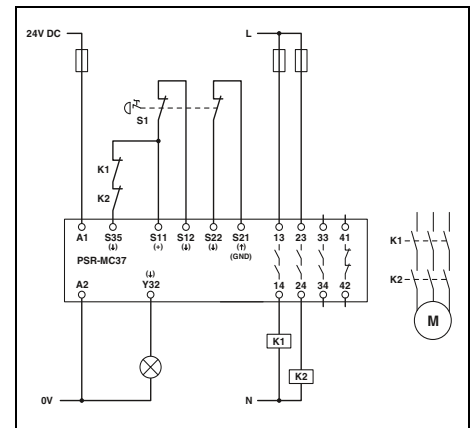 24V DC
L
S1
K1
K2
A1 S35 S11 S12 S22 S21 13 23 33 41
(↓) (+) (↓) (↓) (↑)
(GND)
PSR-MC37
(↓)
A2 Y32 14 24 34 42
K1
K2
0V
N
K1
K2
M